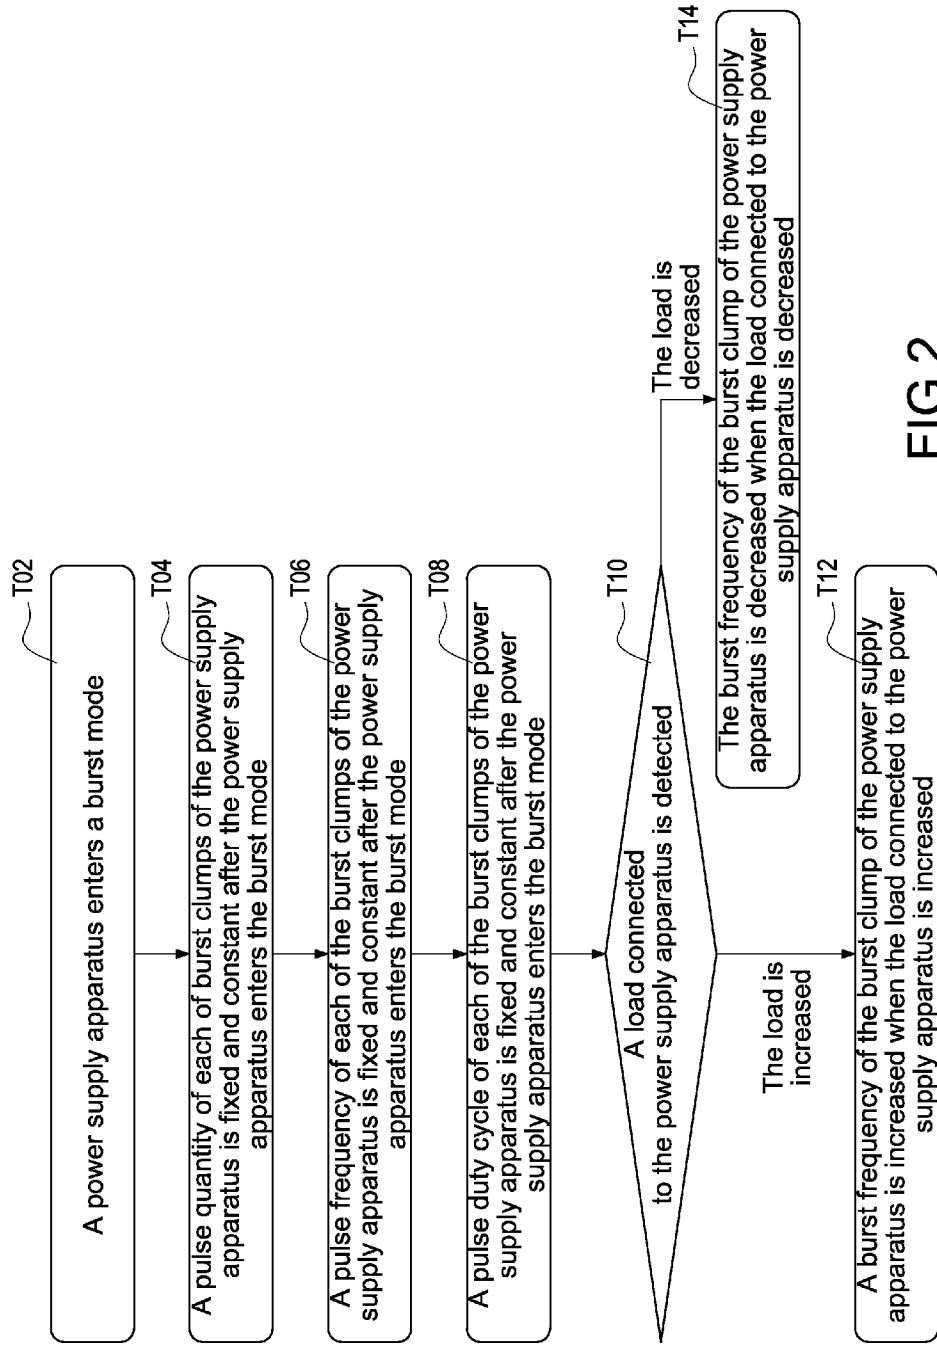 T02
A power supply apparatus enters a burst mode
T04
A pulse quantity of each of burst clumps of the power supply
apparatus is fixed and constant after the power supply
apparatus enters the burst mode
T06
A pulse frequency of each of the burst clumps of the power
supply apparatus is fixed and constant after the power supply
apparatus enters the burst mode
T08
A pulse duty cycle of each of the burst clumps of the power
supply apparatus is fixed and constant after the power
supply apparatus enters the burst mode
T10
A load connected
to the power supply apparatus is detected
The load is
decreased
T14
The burst frequency of the burst clump of the power supply
apparatus is decreased when the load connected to the power
supply apparatus is decreased
The load is
increased
T12
A burst frequency of the burst clump of the power supply
apparatus is increased when the load connected to the power
supply apparatus is increased
FIG.2